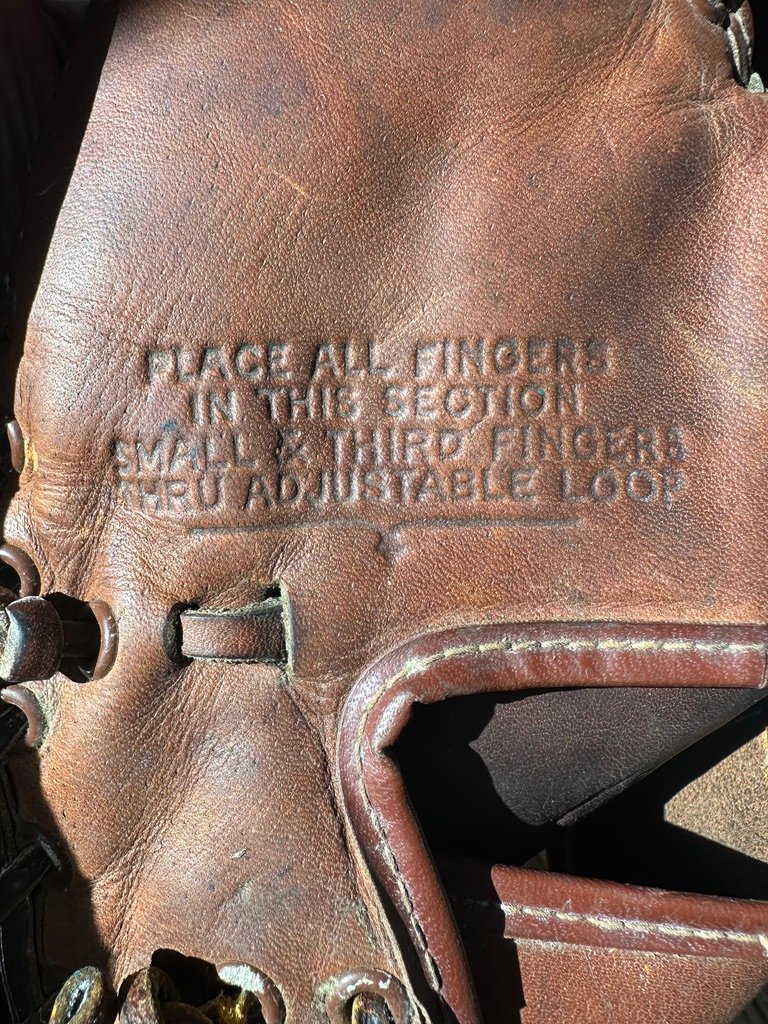 PLACE ALL FINGERS
IN THIS SECTION
SMALL & THIRD FINGERS
THRU ADJUSTABLE LOOP